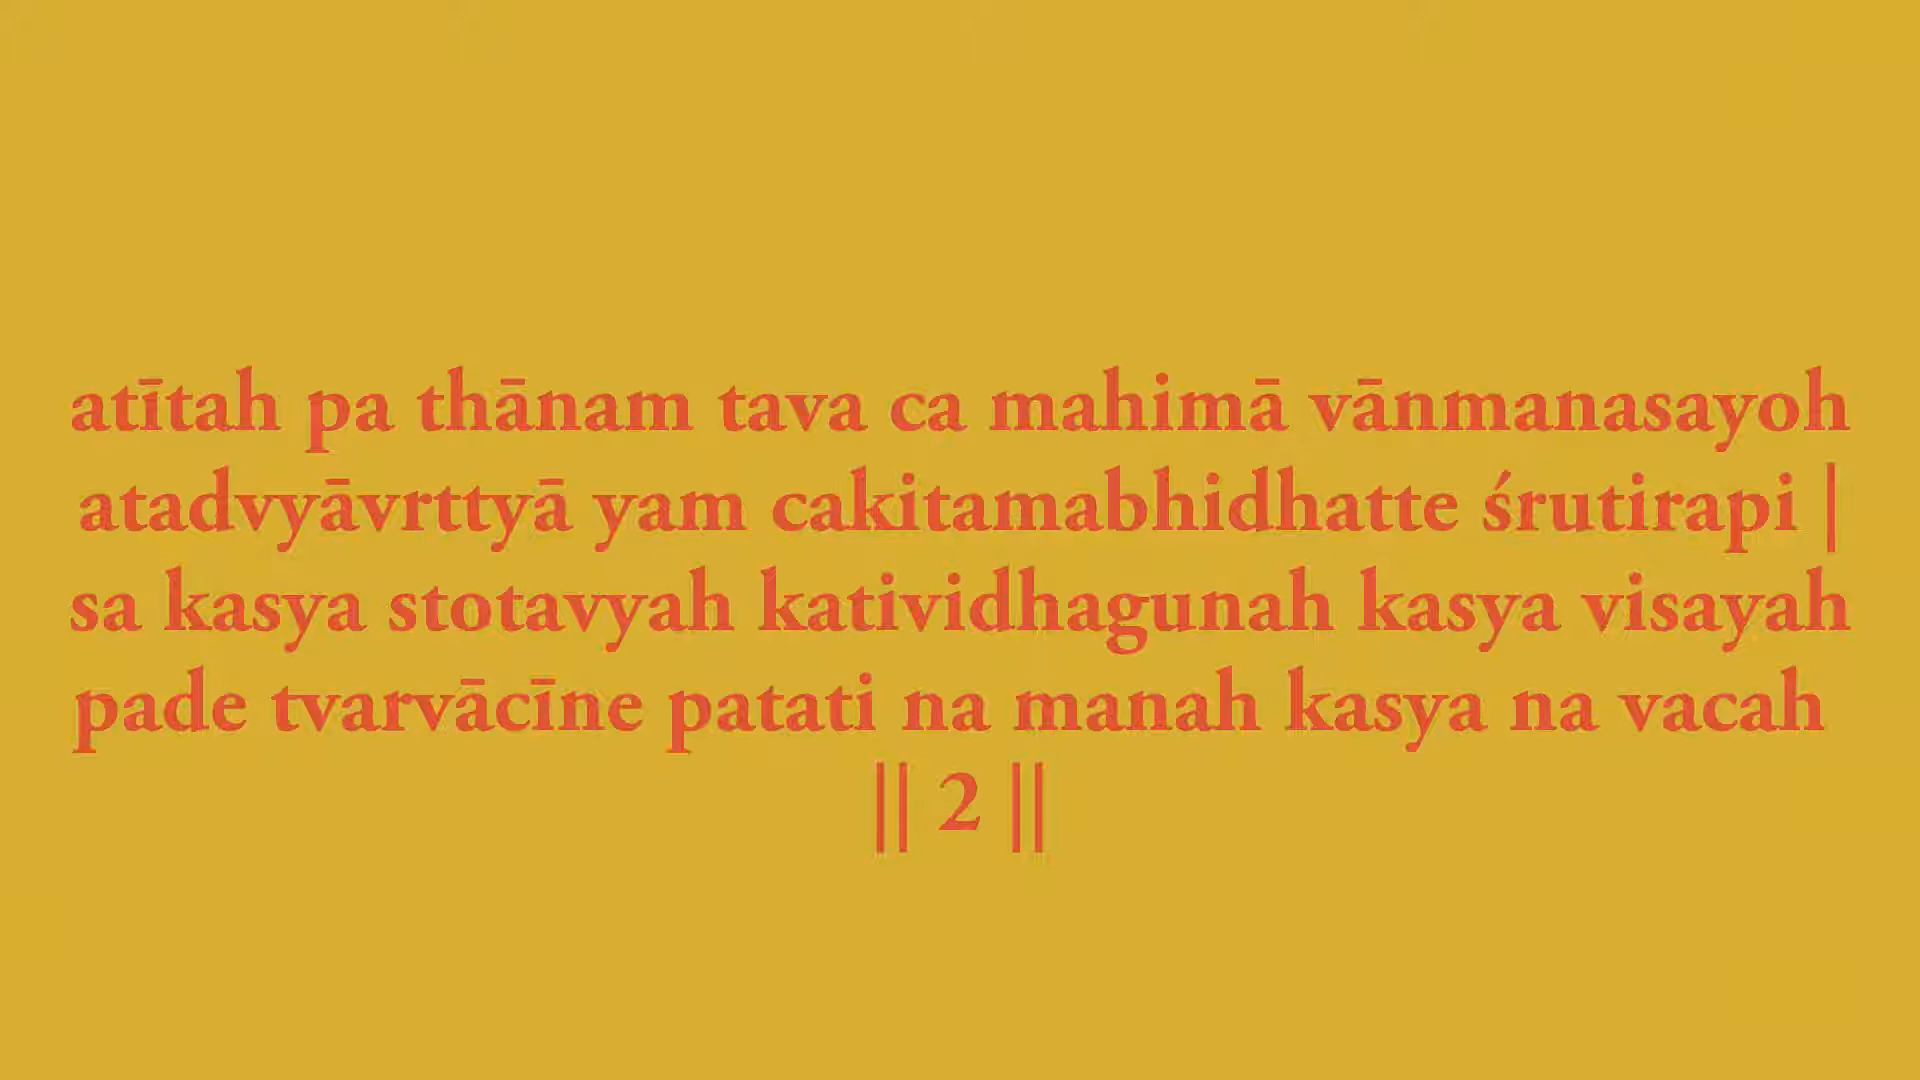 atītah pa thānam tava ca mahimā vānmanasayoh
atadvyāvrttyā yam cakitamabhidhatte śrutirapi |
sa kasya stotavyah katividhagunah kasya visayah
pade tvarvācīne patati na manah kasya na vacah
|| 2 ||